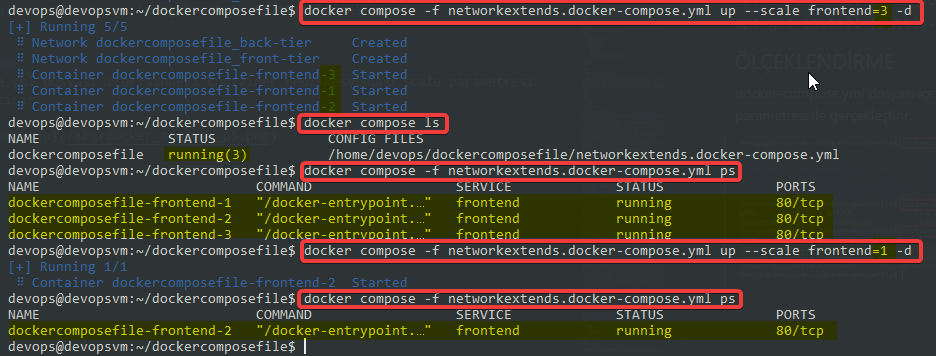 devops@devopsvm:~/dockercomposefile$ docker compose -f networkextends.docker-compose.yml up --scale frontend=3 -d
[+] Running 5/5
⠿ Network dockercomposefile_back-tier Created
⠿ Network dockercomposefile_front-tier Created
⠿ Container dockercomposefile-frontend-3 Started
⠿ Container dockercomposefile-frontend-1 Started
⠿ Container dockercomposefile-frontend-2 Started
devops@devopsvm:~/dockercomposefile$ docker compose ls
NAME STATUS CONFIG FILES
dockercomposefile running(3) /home/devops/dockercomposefile/networkextends.docker-compose.yml
devops@devopsvm:~/dockercomposefile$ docker compose -f networkextends.docker-compose.yml ps
NAME COMMAND SERVICE STATUS PORTS
dockercomposefile-frontend-1 "/docker-entrypoint.…" frontend running 80/tcp
dockercomposefile-frontend-2 "/docker-entrypoint.…" frontend running 80/tcp
dockercomposefile-frontend-3 "/docker-entrypoint.…" frontend running 80/tcp
devops@devopsvm:~/dockercomposefile$ docker compose -f networkextends.docker-compose.yml up --scale frontend=1 -d
[+] Running 1/1
⠿ Container dockercomposefile-frontend-2 Started
devops@devopsvm:~/dockercomposefile$ docker compose -f networkextends.docker-compose.yml ps
NAME COMMAND SERVICE STATUS PORTS
dockercomposefile-frontend-2 "/docker-entrypoint.…" frontend running 80/tcp
devops@devopsvm:~/dockercomposefile$
ÖLÇEKLENDİRME